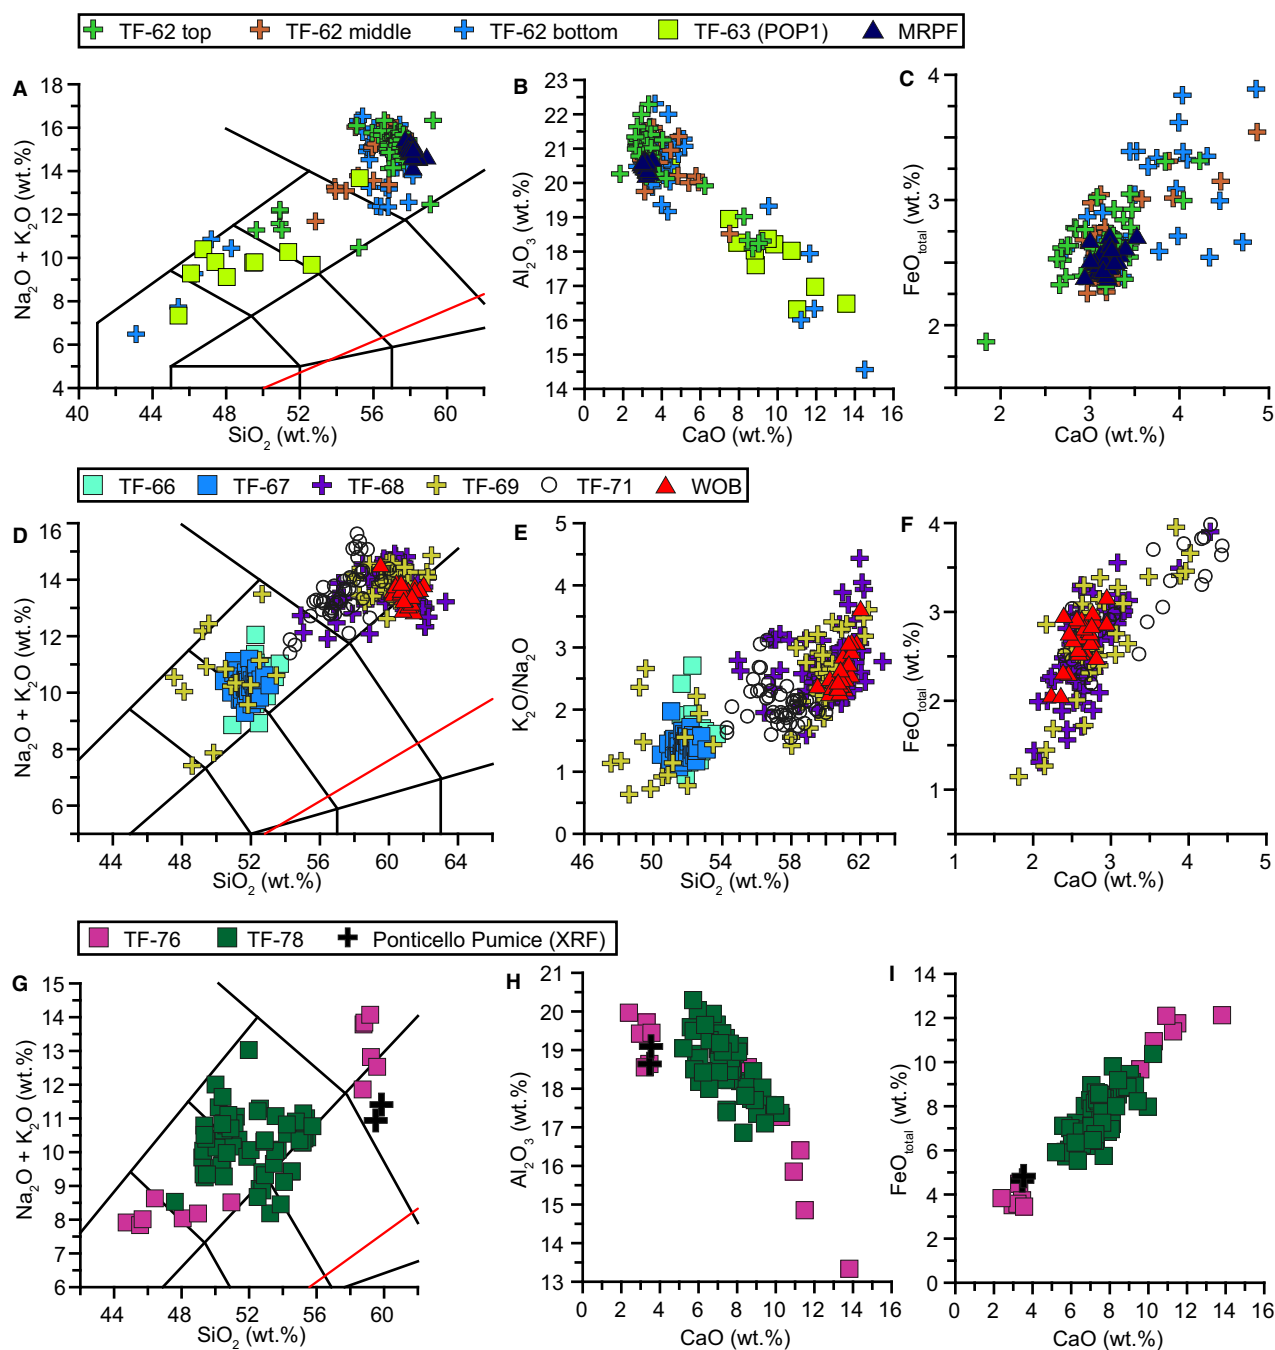 TF-62 top TF-62 middle TF-62 bottom TF-63 (POP1) MRPF
A
18
16
14
12
10
8
6
4
Na2O + K2O (wt.%)
40 44 48 52 56 60
SiO2 (wt.%)
B
23
22
21
20
19
18
17
16
15
14
Al2O3 (wt.%)
0 2 4 6 8 10 12 14 16
CaO (wt.%)
C
4
3
2
FeOtotal (wt.%)
2 3 4 5
CaO (wt.%)
TF-66 TF-67 TF-68 TF-69 TF-71 WOB
D
16
14
12
10
8
6
Na2O + K2O (wt.%)
44 48 52 56 60 64
SiO2 (wt.%)
E
5
4
3
2
1
0
K2O/Na2O
46 50 54 58 62
SiO2 (wt.%)
F
4
3
2
1
FeOtotal (wt.%)
1 2 3 4 5
CaO (wt.%)
TF-76 TF-78 Ponticello Pumice (XRF)
G
15
14
13
12
11
10
9
8
7
6
Na2O + K2O (wt.%)
44 48 52 56 60
SiO2 (wt.%)
H
21
20
19
18
17
16
15
14
13
Al2O3 (wt.%)
0 2 4 6 8 10 12 14 16
CaO (wt.%)
I
14
12
10
8
6
4
2
0
FeOtotal (wt.%)
0 2 4 6 8 10 12 14 16
CaO (wt.%)